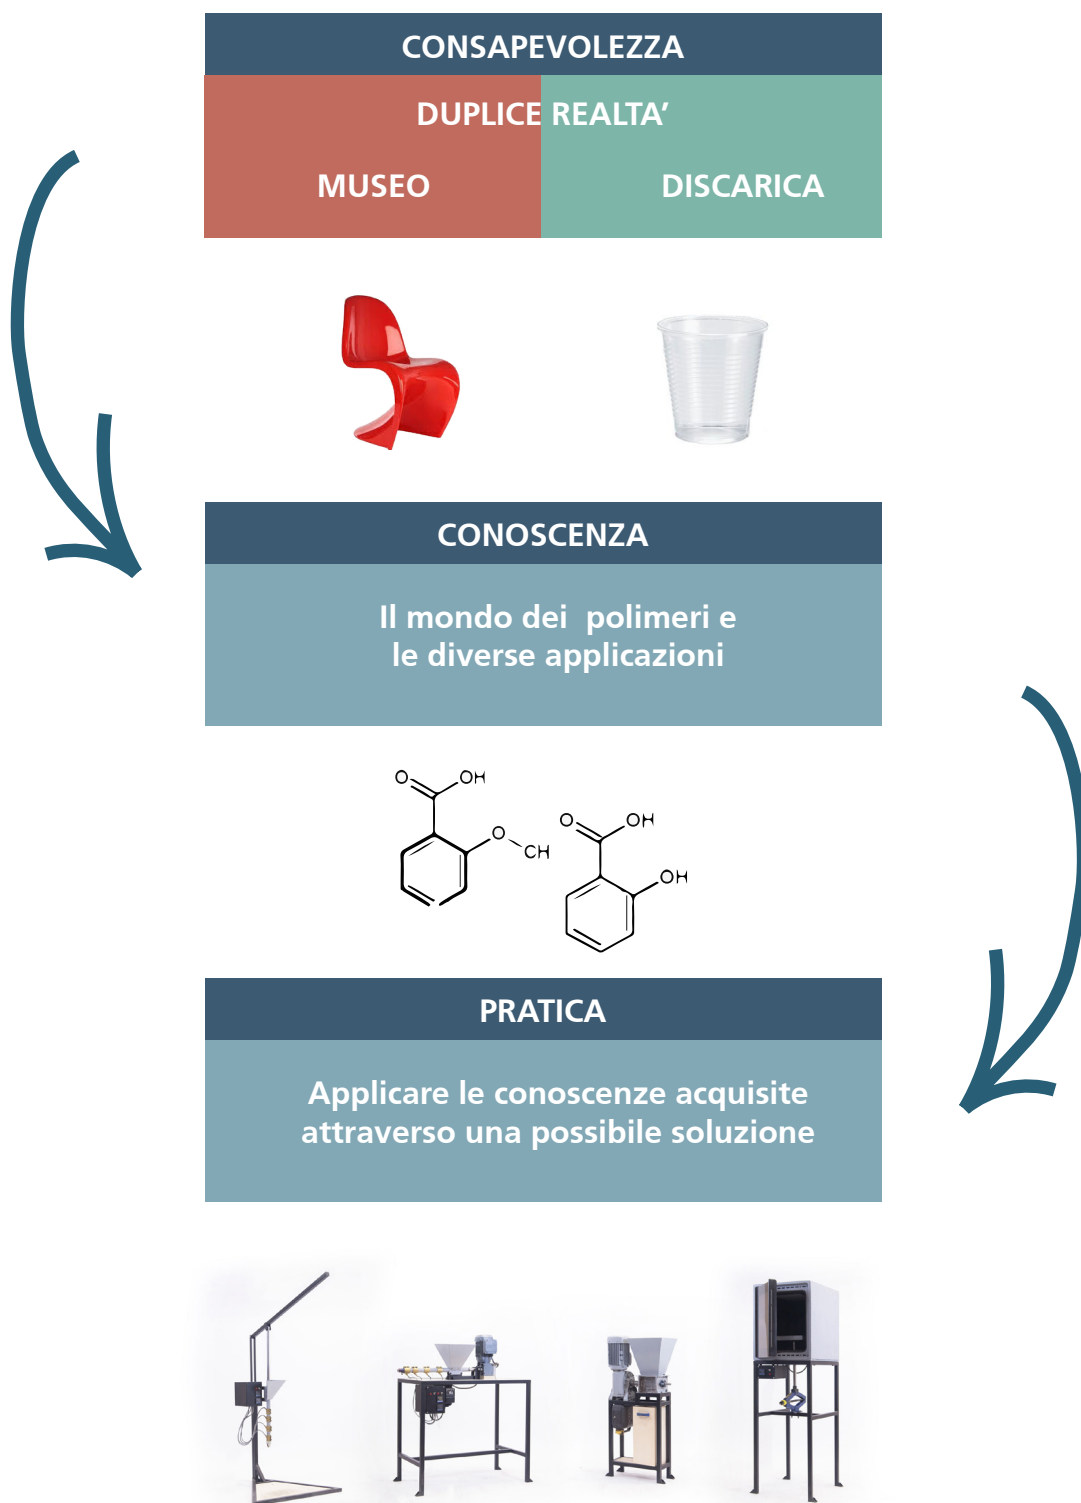 CONSAPEVOLEZZA
DUPLICE REALTA’
MUSEO DISCARICA
CONOSCENZA
Il mondo dei polimeri e
le diverse applicazioni
O OH
O
CH
O OH
OH
PRATICA
Applicare le conoscenze acquisite
attraverso una possibile soluzione